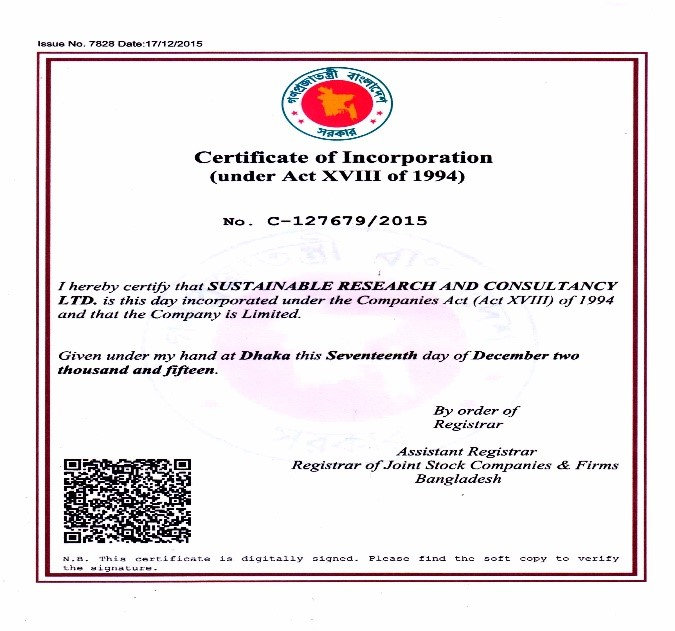 Issue No. 7828 Date:17/12/2015
গণপ্রজাতন্ত্রী বাংলাদেশ
সরকার
Certificate of Incorporation
(under Act XVIII of 1994)
No. C-127679/2015
I hereby certify that SUSTAINABLE RESEARCH AND CONSULTANCY
LTD. is this day incorporated under the Companies Act (Act XVIII) of 1994
and that the Company is Limited.
Given under my hand at Dhaka this Seventeenth day of December two
thousand and fifteen.
By order of
Registrar
Assistant Registrar
Registrar of Joint Stock Companies & Firms
Bangladesh
N.B. This certificate is digitally signed. Please find the soft copy to verify
the signature.